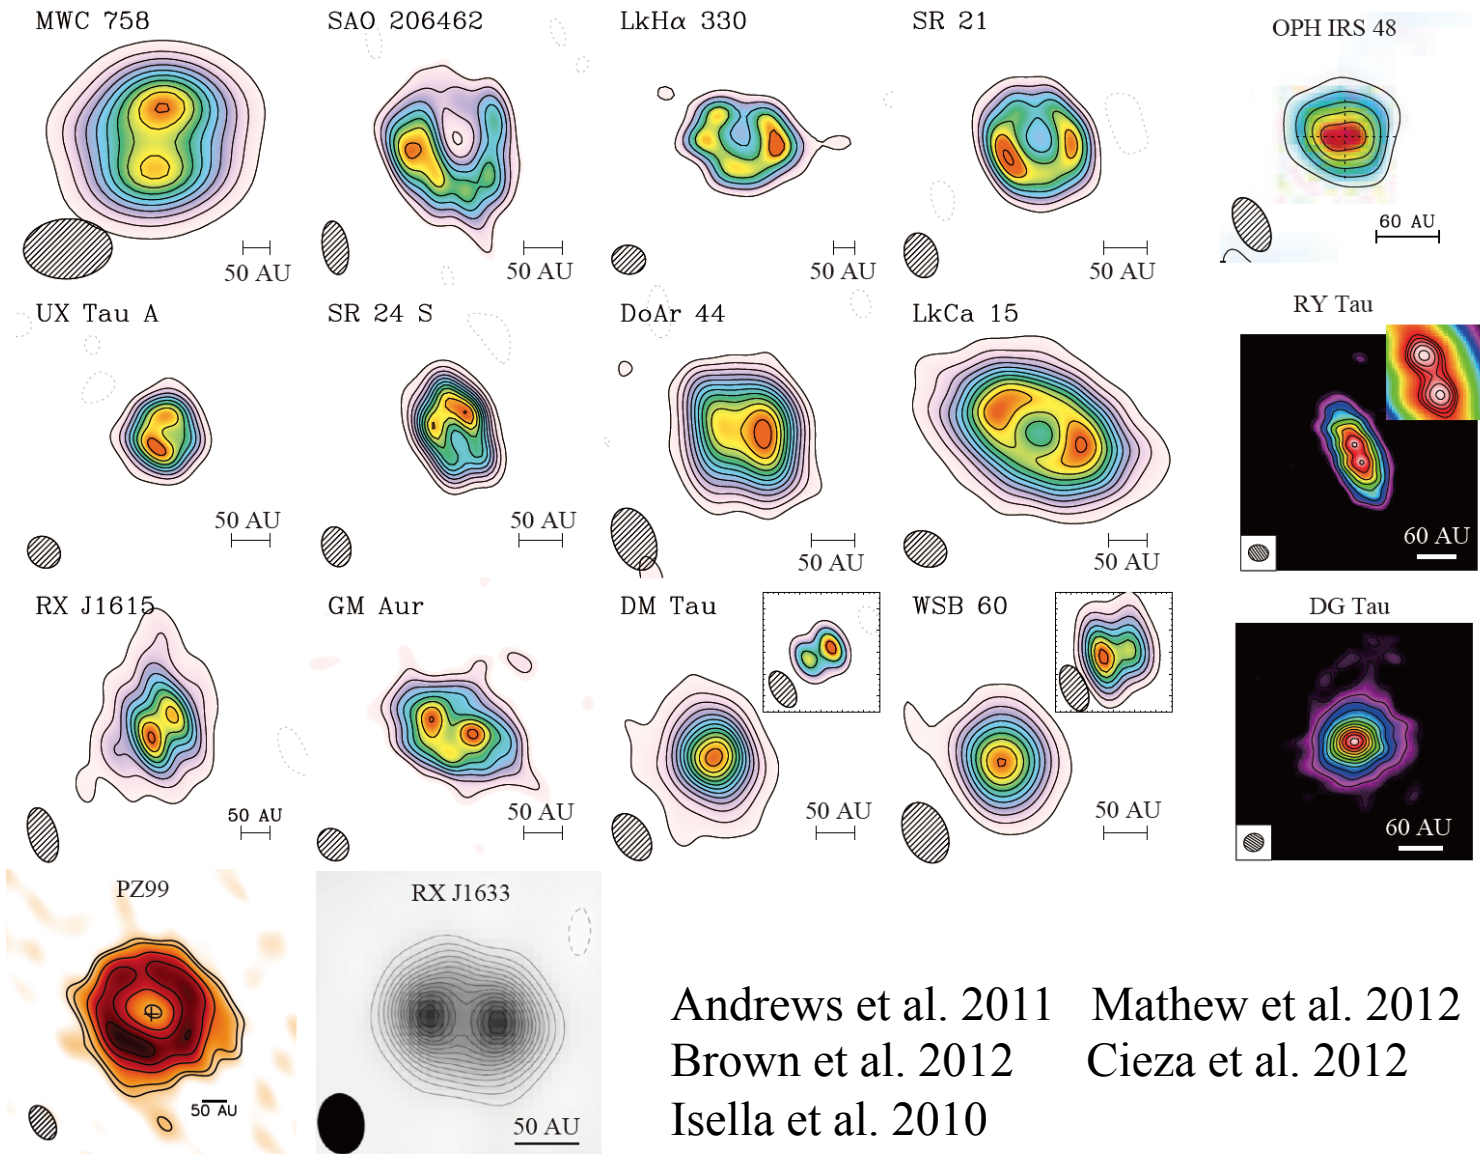 MWC 758
SAO 206462
LkHα 330
SR 21
OPH IRS 48
50 AU
50 AU
50 AU
50 AU
60 AU
UX Tau A
SR 24 S
DoAr 44
LkCa 15
RY Tau
50 AU
50 AU
50 AU
50 AU
60 AU
RX J1615
GM Aur
DM Tau
WSB 60
DG Tau
50 AU
50 AU
50 AU
50 AU
60 AU
PZ99
RX J1633
50 AU
50 AU
Andrews et al. 2011 Mathew et al. 2012
Brown et al. 2012 Cieza et al. 2012
Isella et al. 2010